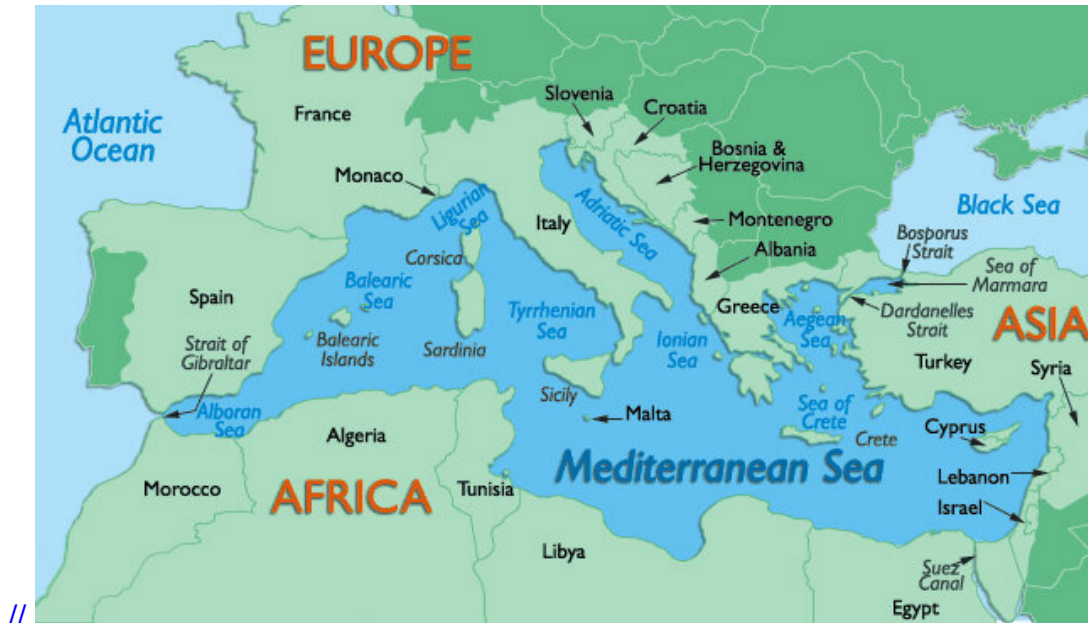 EUROPE
Slovenia
Croatia
France
Atlantic
Ocean
Bosnia &
Herzegovina
Monaco
Ligurian
Sea
Adriatic Sea
Italy
Montenegro
Black Sea
Bosporus
Strait
Albania
Corsica
Sea of
Marmara
Balearic
Sea
Spain
Tyrrhenian
Sea
Greece
Aegean
Sea
Dardanelles
Strait
ASIA
Ionian
Sea
Strait of
Gibraltar
Balearic
Islands
Sardinia
Turkey
Syria
Sicily
Malta
Alboran
Sea
Sea of
Crete
Crete
Cyprus
Algeria
Mediterranean Sea
Lebanon
Morocco
AFRICA
Tunisia
Israel
Libya
Suez
Canal
Egypt
//